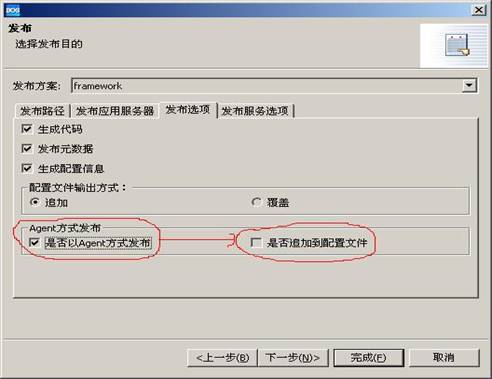 BOS
发布
选择发布目的
发布方案： framework
发布路径 发布应用服务器 发布选项 发布服务选项
生成代码
发布元数据
生成配置信息
配置文件输出方式：
追加 覆盖
Agent方式发布
是否以Agent方式发布 是否追加到配置文件
<上一步(B) 下一步(N)> 完成(F) 取消